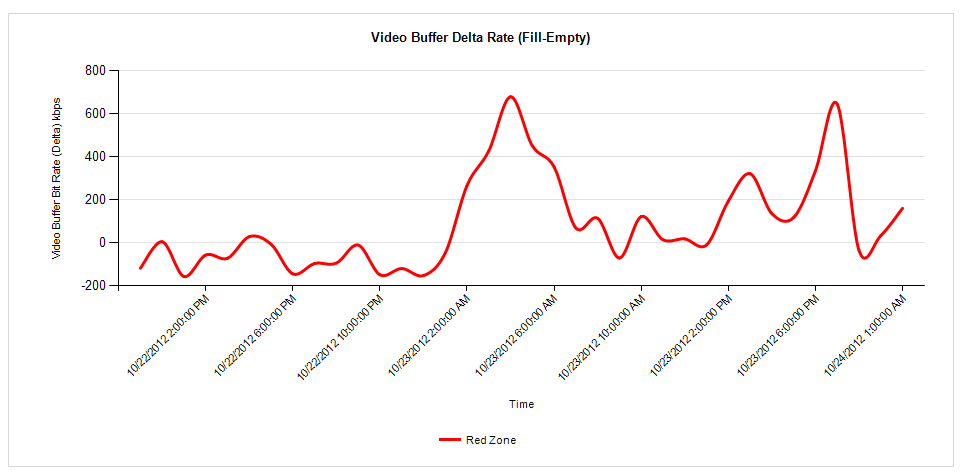 Video Buffer Delta Rate (Fill-Empty)
Video Buffer Bit Rate (Delta) kbps
800
600
400
200
0
-200
10/22/2012 2:00:00 PM
10/22/2012 6:00:00 PM
10/22/2012 10:00:00 PM
10/23/2012 2:00:00 AM
10/23/2012 6:00:00 AM
10/23/2012 10:00:00 AM
10/23/2012 2:00:00 PM
10/23/2012 6:00:00 PM
10/24/2012 1:00:00 AM
Time
Red Zone